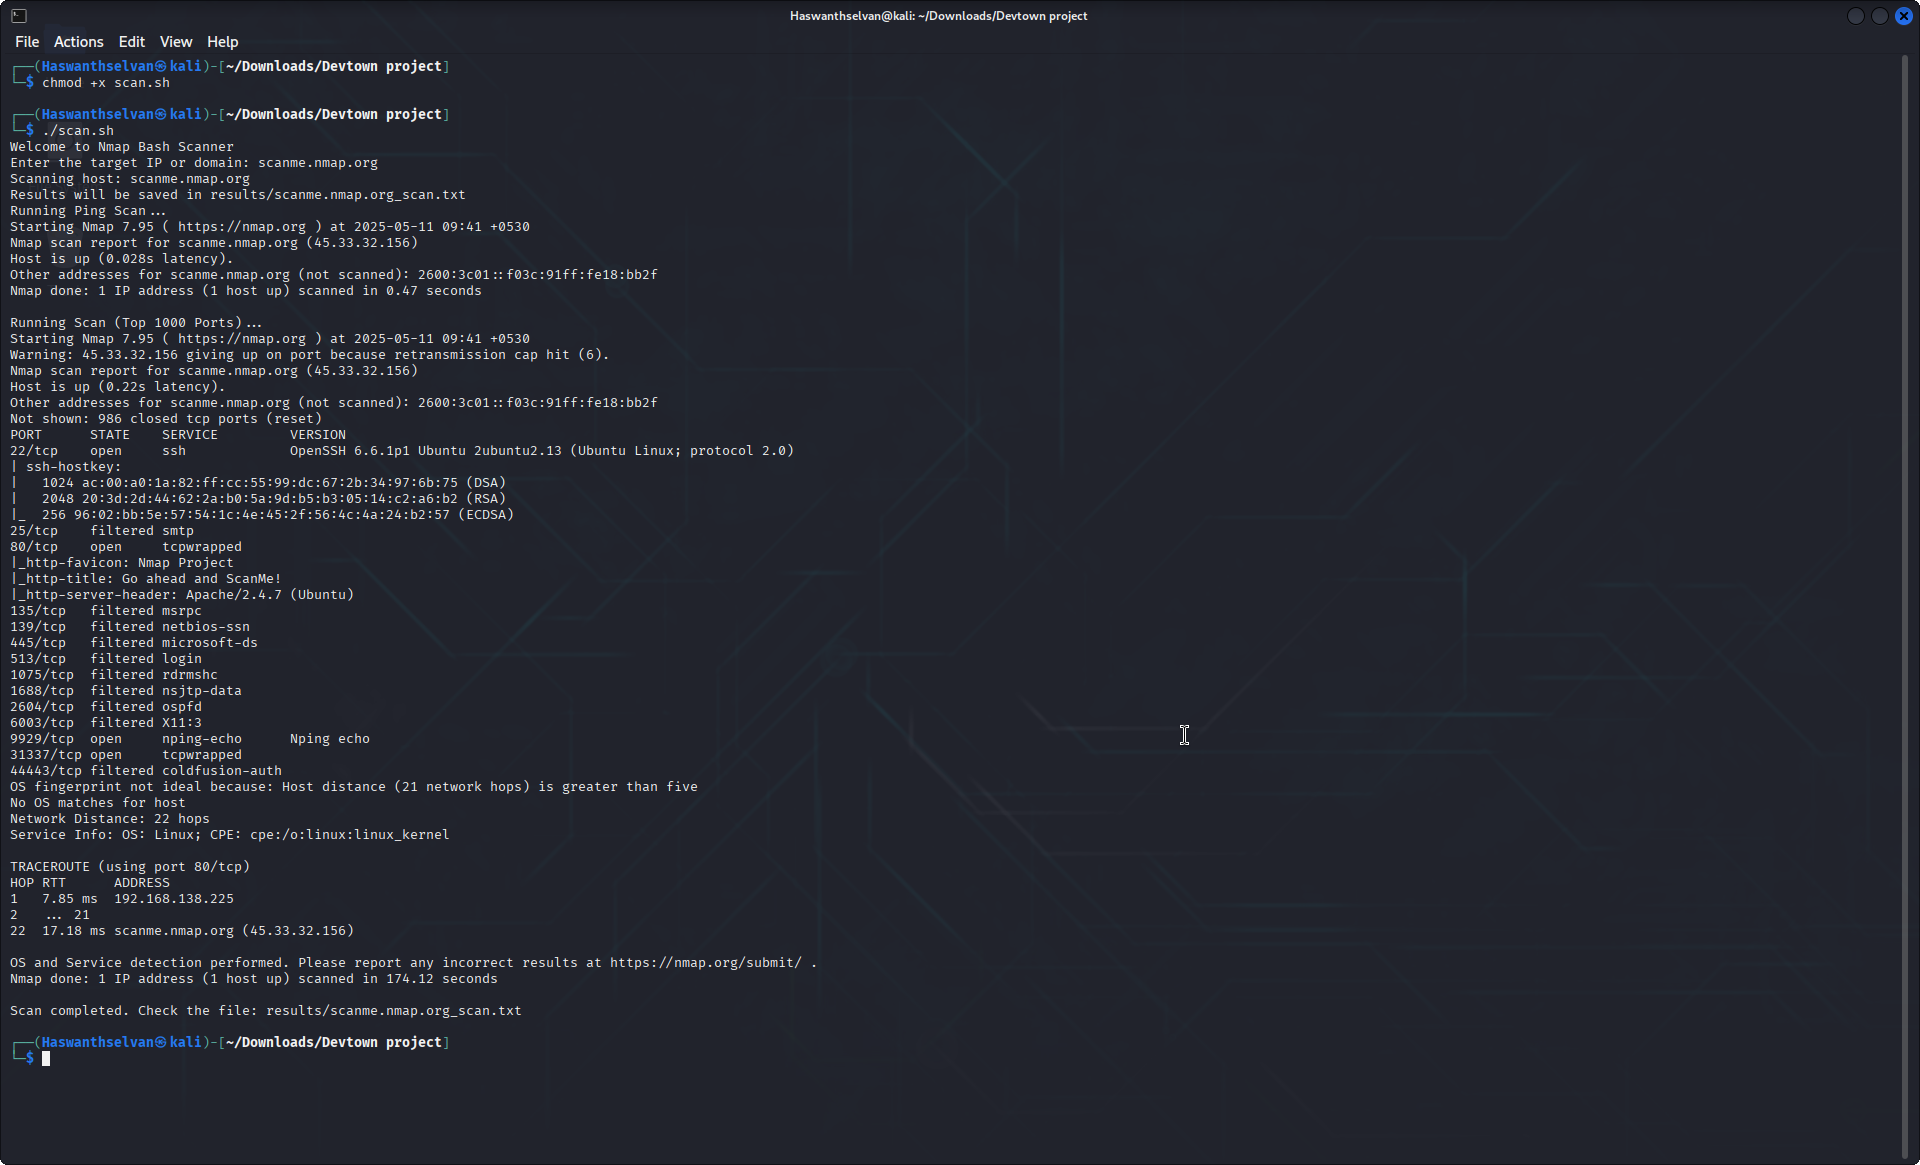 Haswanthselvan@kali: ~/Downloads/Devtown project
File Actions Edit View Help
┌──(Haswanthselvan㉿kali)-[~/Downloads/Devtown project]
└─$ chmod +x scan.sh
┌──(Haswanthselvan㉿kali)-[~/Downloads/Devtown project]
└─$ ./scan.sh
Welcome to Nmap Bash Scanner
Enter the target IP or domain: scanme.nmap.org
Scanning host: scanme.nmap.org
Results will be saved in results/scanme.nmap.org_scan.txt
Running Ping Scan...
Starting Nmap 7.95 ( https://nmap.org ) at 2025-05-11 09:41 +0530
Nmap scan report for scanme.nmap.org (45.33.32.156)
Host is up (0.028s latency).
Other addresses for scanme.nmap.org (not scanned): 2600:3c01::f03c:91ff:fe18:bb2f
Nmap done: 1 IP address (1 host up) scanned in 0.47 seconds
Running Scan (Top 1000 Ports)...
Starting Nmap 7.95 ( https://nmap.org ) at 2025-05-11 09:41 +0530
Warning: 45.33.32.156 giving up on port because retransmission cap hit (6).
Nmap scan report for scanme.nmap.org (45.33.32.156)
Host is up (0.22s latency).
Other addresses for scanme.nmap.org (not scanned): 2600:3c01::f03c:91ff:fe18:bb2f
Not shown: 986 closed tcp ports (reset)
PORT      STATE    SERVICE         VERSION
22/tcp    open     ssh             OpenSSH 6.6.1p1 Ubuntu 2ubuntu2.13 (Ubuntu Linux; protocol 2.0)
| ssh-hostkey:
|   1024 ac:00:a0:1a:82:ff:cc:55:99:dc:67:2b:34:97:6b:75 (DSA)
|   2048 20:3d:2d:44:62:2a:b0:5a:9d:b5:b3:05:14:c2:a6:b2 (RSA)
|_  256 96:02:bb:5e:57:54:1c:4e:45:2f:56:4c:4a:24:b2:57 (ECDSA)
25/tcp    filtered smtp
80/tcp    open     tcpwrapped
|_http-favicon: Nmap Project
|_http-title: Go ahead and ScanMe!
|_http-server-header: Apache/2.4.7 (Ubuntu)
135/tcp   filtered msrpc
139/tcp   filtered netbios-ssn
445/tcp   filtered microsoft-ds
513/tcp   filtered login
1075/tcp  filtered rdrmshc
1688/tcp  filtered nsjtp-data
2604/tcp  filtered ospfd
6003/tcp  filtered X11:3
9929/tcp  open     nping-echo      Nping echo
31337/tcp open     tcpwrapped
44443/tcp filtered coldfusion-auth
OS fingerprint not ideal because: Host distance (21 network hops) is greater than five
No OS matches for host
Network Distance: 22 hops
Service Info: OS: Linux; CPE: cpe:/o:linux:linux_kernel
TRACEROUTE (using port 80/tcp)
HOP RTT      ADDRESS
1   7.85 ms  192.168.138.225
2   ... 21
22  17.18 ms scanme.nmap.org (45.33.32.156)
OS and Service detection performed. Please report any incorrect results at https://nmap.org/submit/ .
Nmap done: 1 IP address (1 host up) scanned in 174.12 seconds
Scan completed. Check the file: results/scanme.nmap.org_scan.txt
┌──(Haswanthselvan㉿kali)-[~/Downloads/Devtown project]
└─$